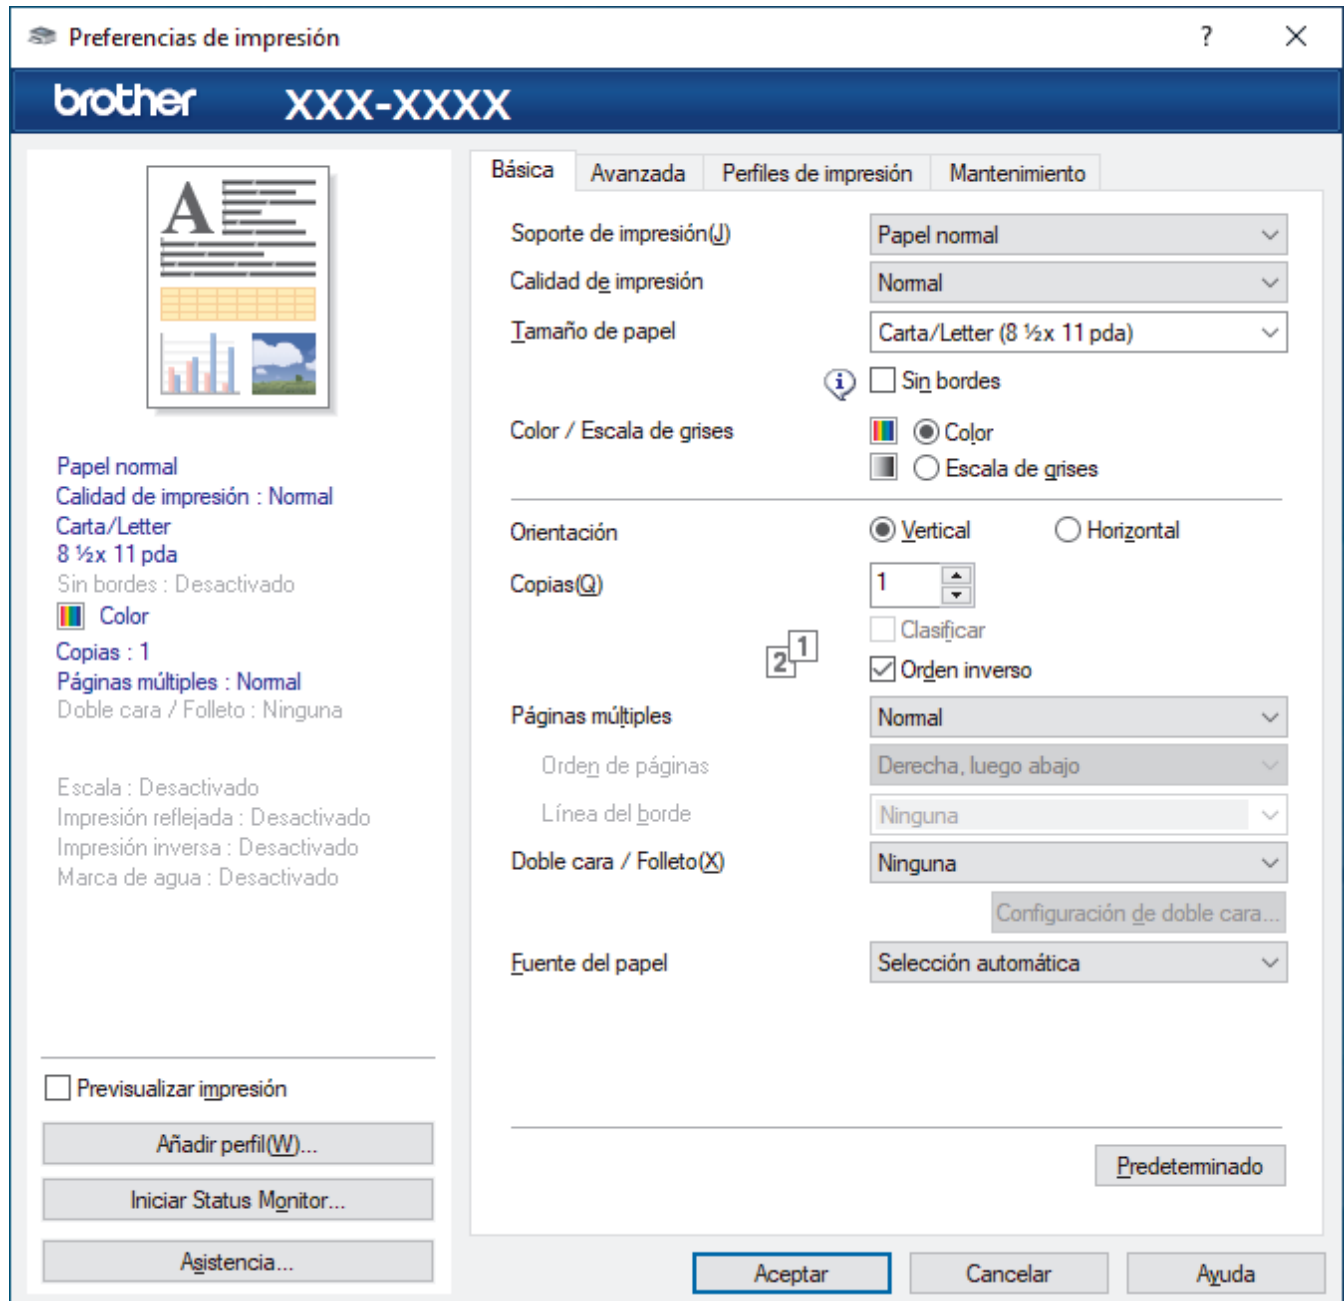 Preferencias de impresión
?
brother XXX-XXXX
A
Papel normal
Calidad de impresión : Normal
Carta/Letter
8 ½x 11 pda
Sin bordes : Desactivado
Color
Copias : 1
Páginas múltiples : Normal
Doble cara / Folleto : Ninguna
Escala : Desactivado
Impresión reflejada : Desactivado
Impresión inversa : Desactivado
Marca de agua : Desactivado
Previsualizar impresión
Añadir perfil(W)...
Iniciar Status Monitor...
Asistencia...
Básica Avanzada Perfiles de impresión Mantenimiento
Soporte de impresión(J) Papel normal
Calidad de impresión Normal
Tamaño de papel Carta/Letter (8 ½x 11 pda)
Sin bordes
Color / Escala de grises Color
Escala de grises
Orientación Vertical Horizontal
Copias(Q) 1
Clasificar
2 1
Orden inverso
Páginas múltiples Normal
Orden de páginas Derecha, luego abajo
Línea del borde Ninguna
Doble cara / Folleto(X) Ninguna
Configuración de doble cara...
Fuente del papel Selección automática
Predeterminado
Aceptar Cancelar Ayuda